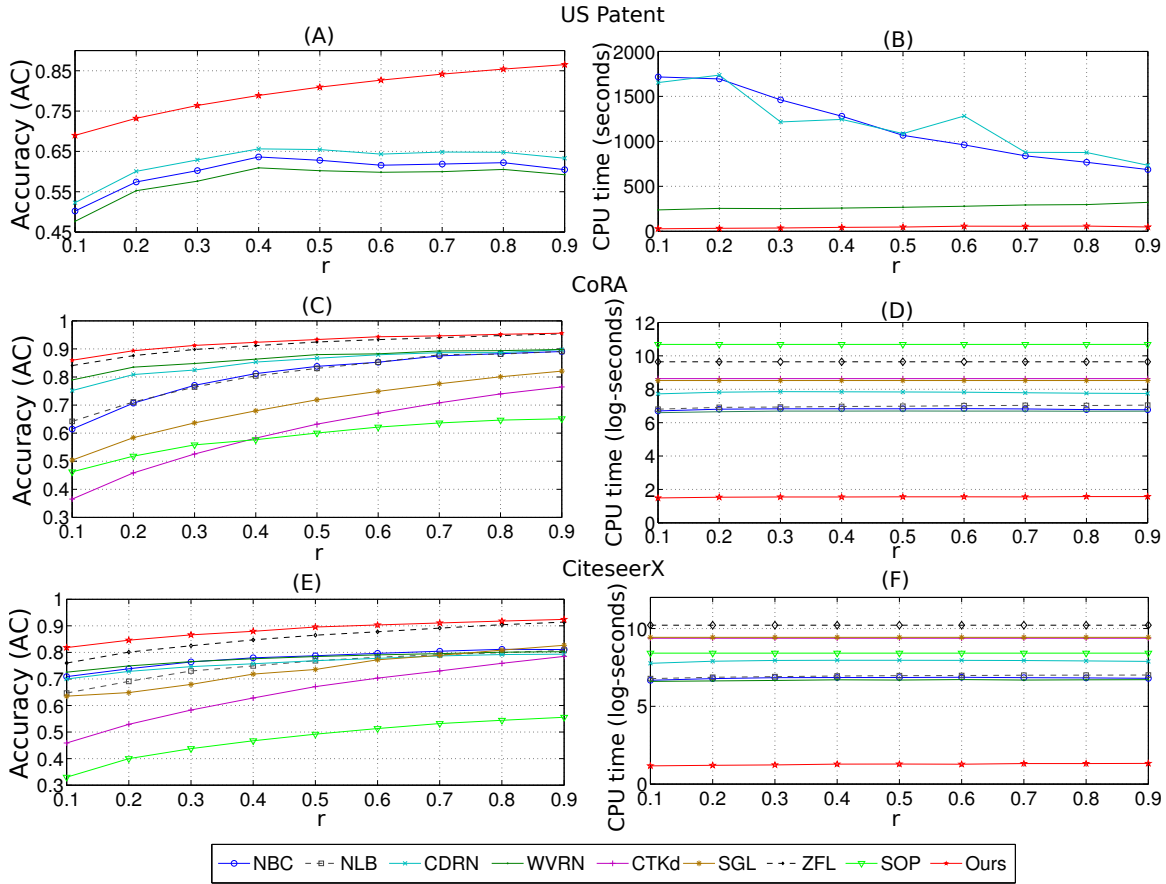 US Patent
(A)
Accuracy (AC)
0.85
0.75
0.65
0.55
0.45
0.1 0.2 0.3 0.4 0.5 0.6 0.7 0.8 0.9
r
(B)
CPU time (seconds)
2000
1500
1000
500
0
0.1 0.2 0.3 0.4 0.5 0.6 0.7 0.8 0.9
r
CoRA
(C)
Accuracy (AC)
1
0.9
0.8
0.7
0.6
0.5
0.4
0.3
0.1 0.2 0.3 0.4 0.5 0.6 0.7 0.8 0.9
r
(D)
CPU time (log-seconds)
12
10
8
6
4
2
0
0.1 0.2 0.3 0.4 0.5 0.6 0.7 0.8 0.9
r
CiteseerX
(E)
Accuracy (AC)
1
0.9
0.8
0.7
0.6
0.5
0.4
0.3
0.1 0.2 0.3 0.4 0.5 0.6 0.7 0.8 0.9
r
(F)
CPU time (log-seconds)
10
5
0
0.1 0.2 0.3 0.4 0.5 0.6 0.7 0.8 0.9
r
NBC NLB CDRN WVRN CTKd SGL ZFL SOP Ours